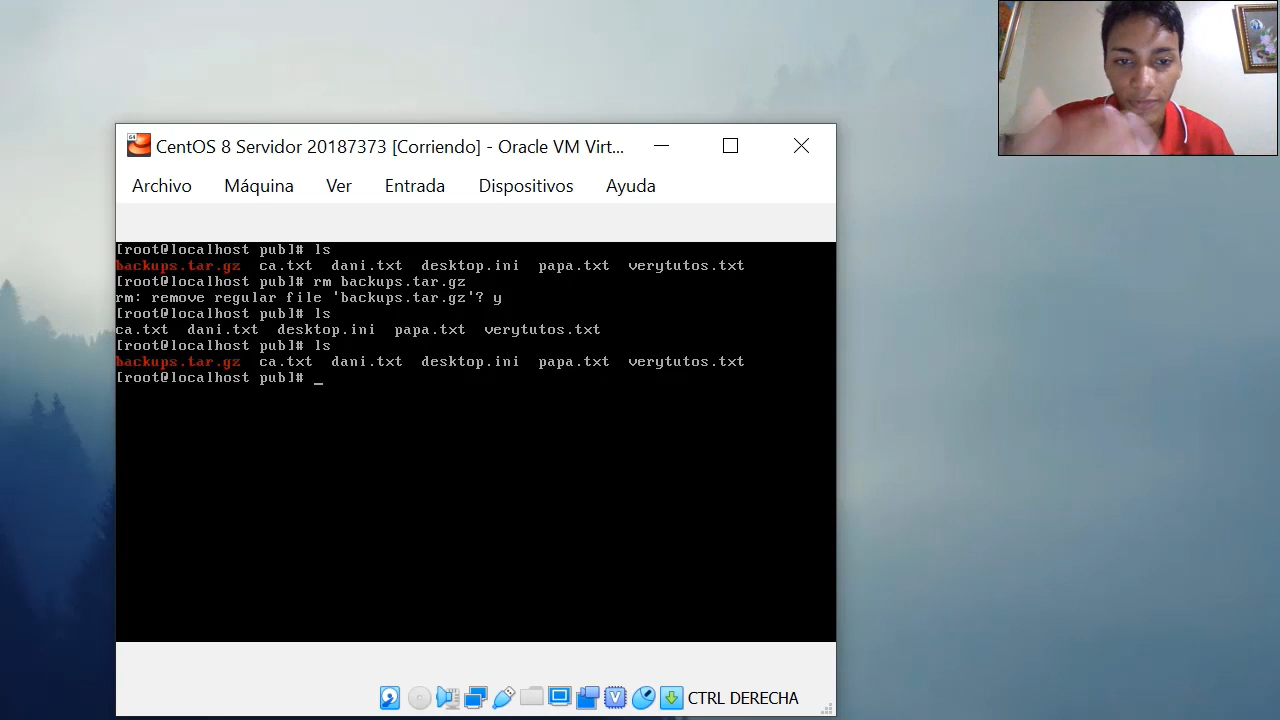 CentOS 8 Servidor 20187373 [Corriendo] - Oracle VM Virt...
Archivo Máquina Ver Entrada Dispositivos Ayuda
[root@localhost pub]# ls
backups.tar.gz ca.txt dani.txt desktop.ini papa.txt verytutos.txt
[root@localhost pub]# rm backups.tar.gz
rm: remove regular file 'backups.tar.gz'? y
[root@localhost pub]# ls
ca.txt dani.txt desktop.ini papa.txt verytutos.txt
[root@localhost pub]# ls
backups.tar.gz ca.txt dani.txt desktop.ini papa.txt verytutos.txt
[root@localhost pub]# _
CTRL DERECHA